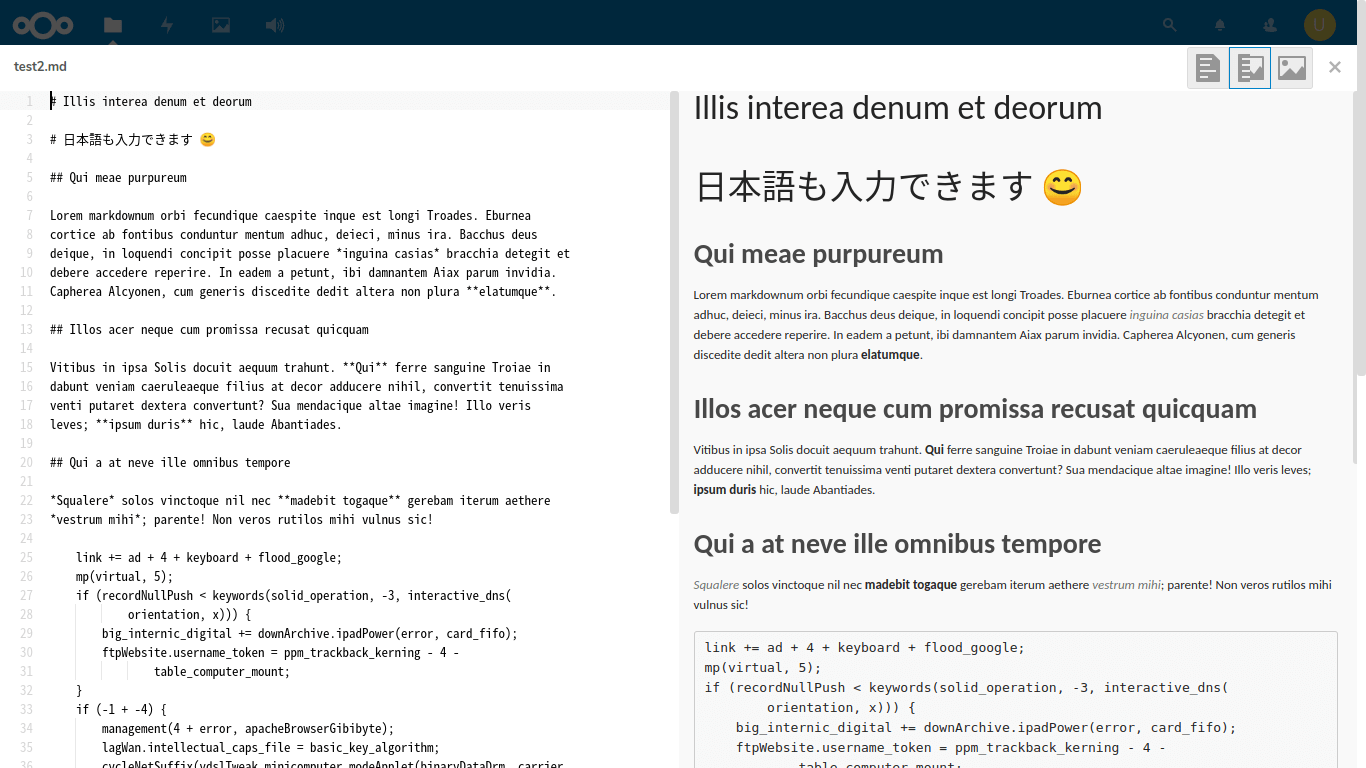 U
test2.md
1 # Illis interea denum et deorum
2
3 # 日本語も入力できます 😊
4
5 ## Qui meae purpureum
6
7 Lorem markdownum orbi fecundique caespite inque est longi Troades. Eburnea
8 cortice ab fontibus conduntur mentum adhuc, deieci, minus ira. Bacchus deus
9 deique, in loquendi concipit posse placuere *inguina casias* bracchia detegit et
10 debere accedere reperire. In eadem a petunt, ibi damnantem Aiax parum invidia.
11 Capherea Alcyonen, cum generis discedite dedit altera non plura **elatumque**.
12
13 ## Illos acer neque cum promissa recusat quicquam
14
15 Vitibus in ipsa Solis docuit aequum trahunt. **Qui** ferre sanguine Troiae in
16 dabunt veniam caeruleaeque filius at decor adducere nihil, convertit tenuissima
17 venti putaret dextera convertunt? Sua mendacique altae imagine! Illo veris
18 leves; **ipsum duris** hic, laude Abantiades.
19
20 ## Qui a at neve ille omnibus tempore
21
22 *Squalere* solos vinctoque nil nec **madebit togaque** gerebam iterum aethere
23 *vestrum mihi*; parente! Non veros rutilos mihi vulnus sic!
24
25 link += ad + 4 + keyboard + flood_google;
26 mp(virtual, 5);
27 if (recordNullPush < keywords(solid_operation, -3, interactive_dns(
28 orientation, x))) {
29 big_internic_digital += downArchive.ipadPower(error, card_fifo);
30 ftpWebsite.username_token = ppm_trackback_kerning - 4 -
31 table_computer_mount;
32 }
33 if (-1 + -4) {
34 management(4 + error, apacheBrowserGibibyte);
35 lagWan.intellectual_caps_file = basic_key_algorithm;
36 cycleNetSuffix(vdslTweak.minicomputer.modeApplet(binaryDataDrm, carrier,
Illis interea denum et deorum
日本語も入力できます 😊
Qui meae purpureum
Lorem markdownum orbi fecundique caespite inque est longi Troades. Eburnea cortice ab fontibus conduntur mentum
adhuc, deieci, minus ira. Bacchus deus deique, in loquendi concipit posse placuere inguina casias bracchia detegit et
debere accedere reperire. In eadem a petunt, ibi damnantem Aiax parum invidia. Capherea Alcyonen, cum generis
discedite dedit altera non plura elatumque.
Illos acer neque cum promissa recusat quicquam
Vitibus in ipsa Solis docuit aequum trahunt. Qui ferre sanguine Troiae in dabunt veniam caeruleaeque filius at decor
adducere nihil, convertit tenuissima venti putaret dextera convertunt? Sua mendacique altae imagine! Illo veris leves;
ipsum duris hic, laude Abantiades.
Qui a at neve ille omnibus tempore
Squalere solos vinctoque nil nec madebit togaque gerebam iterum aethere vestrum mihi; parente! Non veros rutilos mihi
vulnus sic!
link += ad + 4 + keyboard + flood_google;
mp(virtual, 5);
if (recordNullPush < keywords(solid_operation, -3, interactive_dns(
orientation, x))) {
big_internic_digital += downArchive.ipadPower(error, card_fifo);
ftpWebsite.username_token = ppm_trackback_kerning - 4 -
table_computer_mount;